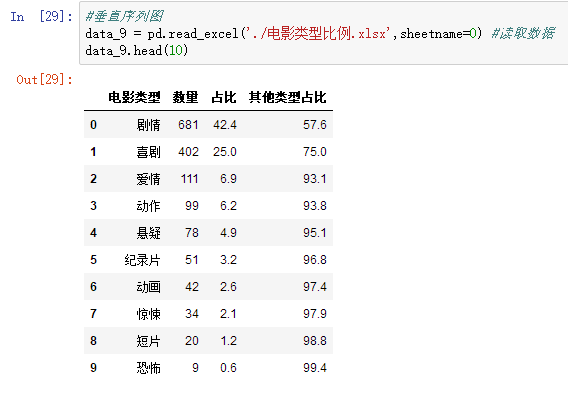 In [29]: #垂直序列图
data_9 = pd.read_excel('./电影类型比例.xlsx',sheetname=0) #读取数据
data_9.head(10)
Out[29]:
电影类型 数量 占比 其他类型占比
0 剧情 681 42.4 57.6
1 喜剧 402 25.0 75.0
2 爱情 111 6.9 93.1
3 动作 99 6.2 93.8
4 悬疑 78 4.9 95.1
5 纪录片 51 3.2 96.8
6 动画 42 2.6 97.4
7 惊悚 34 2.1 97.9
8 短片 20 1.2 98.8
9 恐怖 9 0.6 99.4